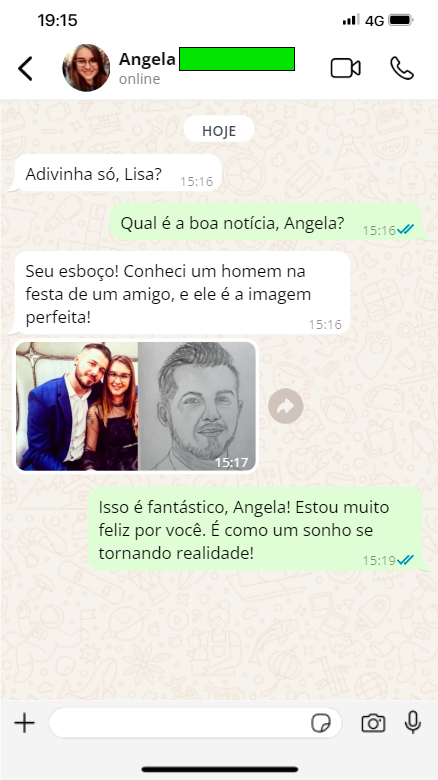 19:15
4G
Angela
online
HOJE
Adivinha só, Lisa?
15:16
Qual é a boa notícia, Angela?
15:16
Seu esboço! Conheci um homem na
festa de um amigo, e ele é a imagem
perfeita!
15:16
15:17
Isso é fantástico, Angela! Estou muito
feliz por você. É como um sonho se
tornando realidade!
15:19